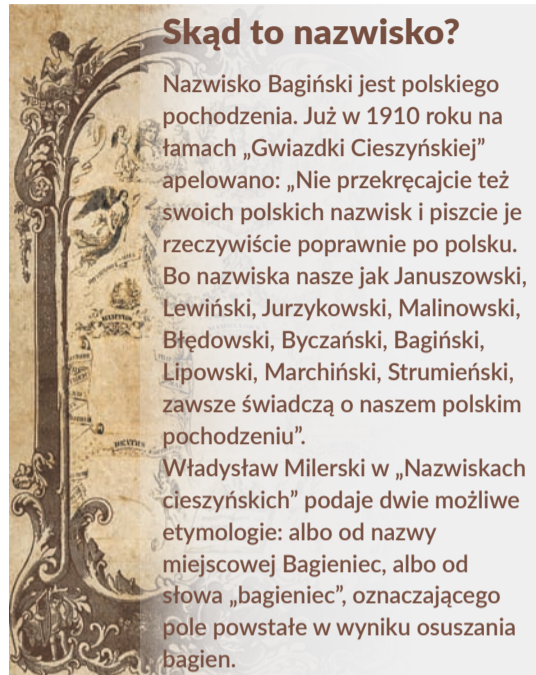 Skąd to nazwisko?
Nazwisko Bagiński jest polskiego
pochodzenia. Już w 1910 roku na
łamach „Gwiazdki Cieszyńskiej”
apelowano: „Nie przekręcajcie też
swoich polskich nazwisk i piszcie je
rzeczywiście poprawnie po polsku.
Bo nazwiska nasze jak Januszowski,
Lewiński, Jurzykowski, Malinowski,
Błędowski, Byczański, Bagiński,
Lipowski, Marchiński, Strumieński,
zawsze świadczą o naszem polskim
pochodzeniu”.
Władysław Milerski w „Nazwiskach
cieszyńskich” podaje dwie możliwe
etymologie: albo od nazwy
miejscowej Bagieniec, albo od
słowa „bagieniec”, oznaczającego
pole powstałe w wyniku osuszania
bagien.